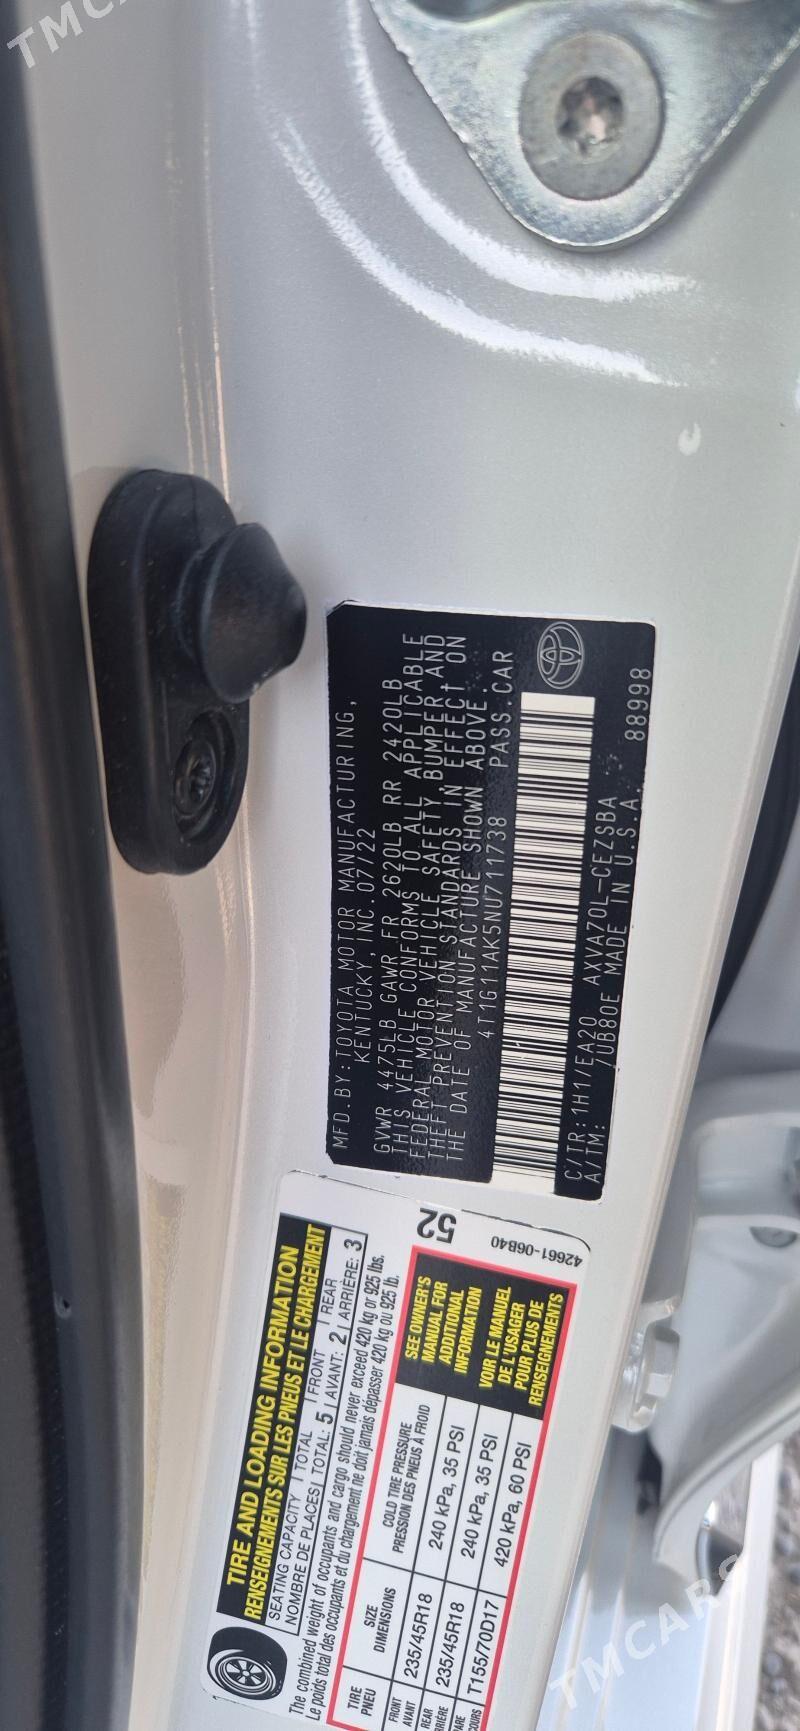 TMCARS
MFD.BY:TOYOTA MOTOR MANUFACTURING,
KENTUCKY, INC. 07/22
GVWR 4475LB GAWR FR 2620LB RR 2420LB
THIS VEHICLE CONFORMS TO ALL APPLICABLE
FEDERAL MOTOR VEHICLE SAFETY, BUMPER AND
THEFT PREVENTION STANDARDS IN EFFECT ON
THE DATE OF MANUFACTURE SHOWN ABOVE.
4T1G11AK5NU711738 PASS CAR
C/TR:1H1/EA20 AXVA70L-CEZSBA
A/TM: /UB80E MADE IN U.S.A. 88998
TIRE AND LOADING INFORMATION
RENSEIGNEMENTS SUR LES PNEUS ET LE CHARGEMENT
52
42661-06B40
SEATING CAPACITY | TOTAL | FRONT | REAR
NOMBRE DE PLACES | TOTAL: 5 | AVANT: 2 | ARRIÈRE: 3
The combined weight of occupants and cargo should never exceed 420 kg or 925 lbs.
Le poids total des occupants et du chargement ne doit jamais dépasser 420 kg ou 925 lb.
TIRE PNEU
SIZE DIMENSIONS
COLD TIRE PRESSURE PRESSION DES PNEUS À FROID
FRONT AVANT 235/45R18 240 kPa, 35 PSI
REAR 235/45R18 240 kPa, 35 PSI
T155/70D17 420 kPa, 60 PSI
SEE OWNER'S
MANUAL FOR
ADDITIONAL
INFORMATION
VOIR LE MANUEL
DE L'USAGER
POUR PLUS DE
RENSEIGNEMENTS
TMCARS